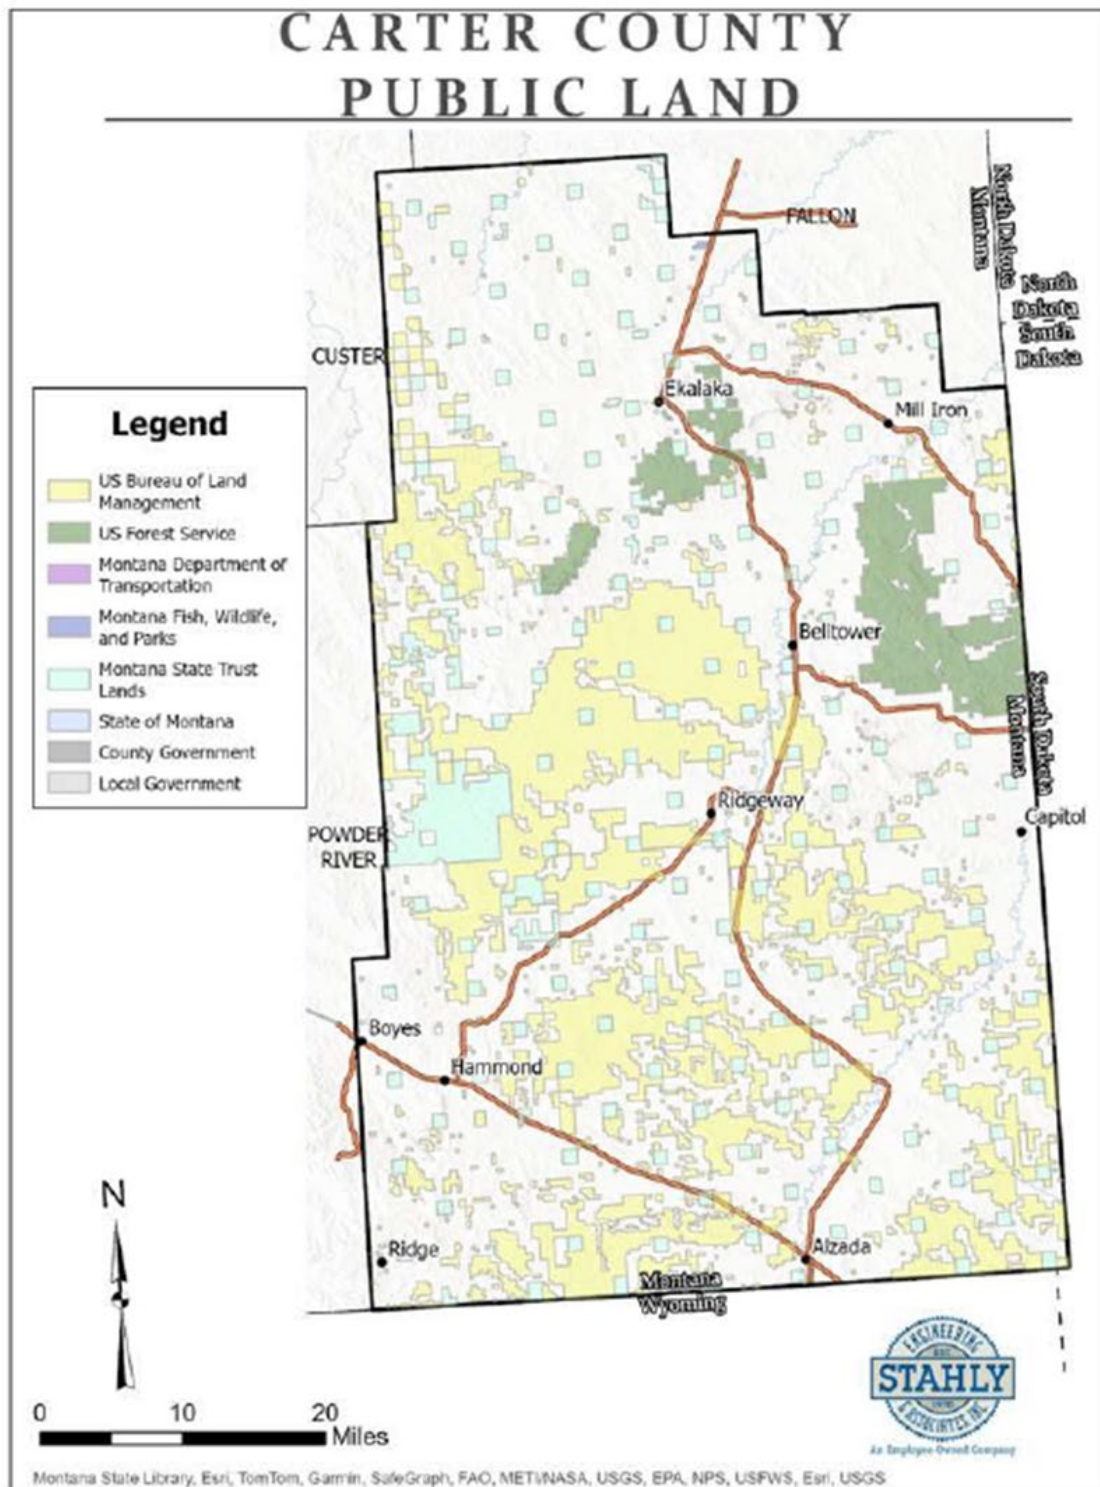 CARTER COUNTY
PUBLIC LAND
FALLON
North Dakota
Montana
North
Dakota
South
Dakota
CUSTER
Ekalaka
Mill Iron
Legend
US Bureau of Land
Management
US Forest Service
Montana Department of
Transportation
Montana Fish, Wildlife,
and Parks
Montana State Trust
Lands
State of Montana
County Government
Local Government
Belltower
South Dakota
Montana
Ridgeway
Capitol
POWDER
RIVER
Boyes
Hammond
N
Ridge
Alzada
Montana
Wyoming
ENGINEERING
STAHLY
& ASSOCIATES INC
An Employee Owned Company
0 10 20
Miles
Montana State Library, Esri, TomTom, Garmin, SafeGraph, FAO, METI/NASA, USGS, EPA, NPS, USFWS, Esri, USGS